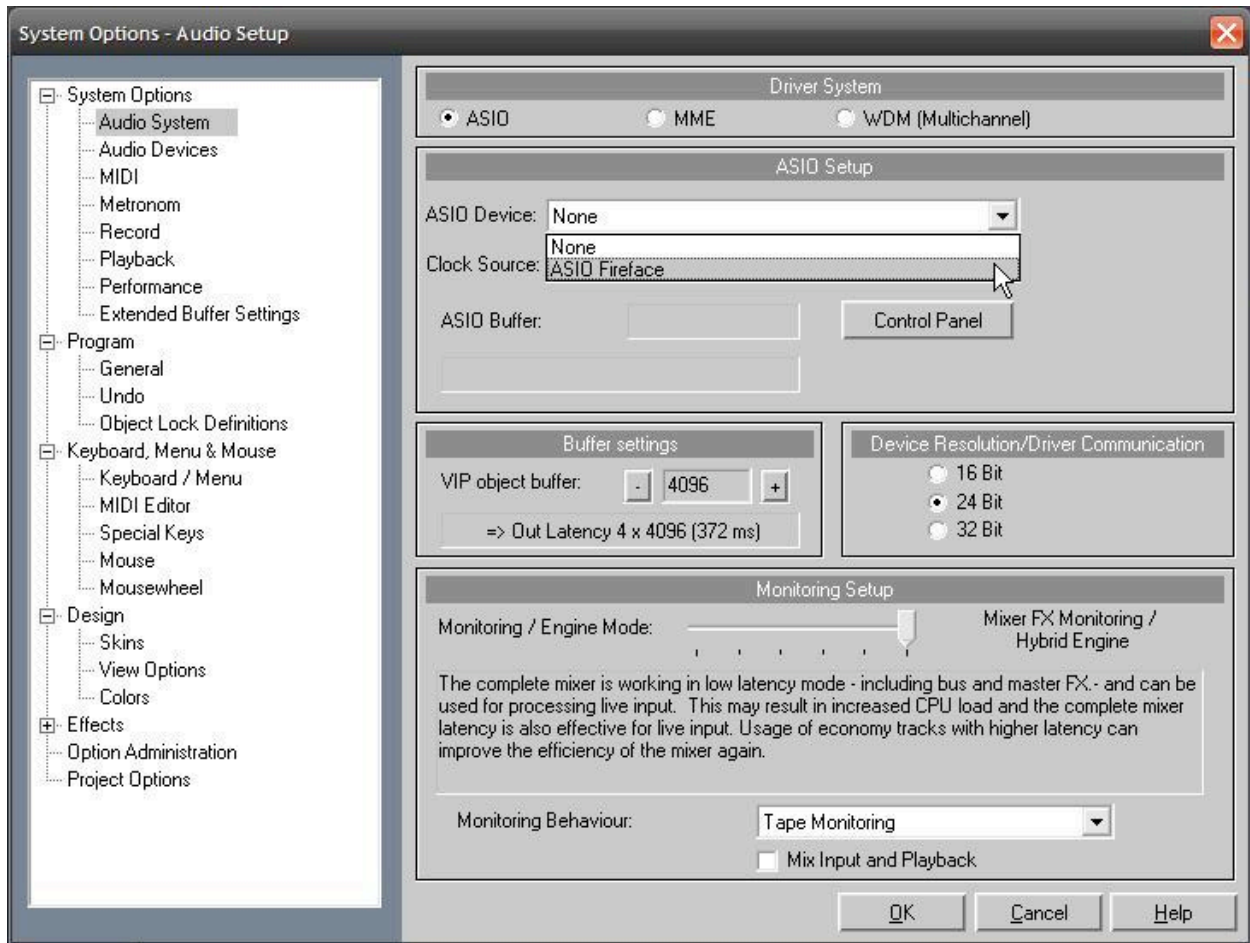 System Options - Audio Setup
System Options
Audio System
Audio Devices
MIDI
Metronom
Record
Playback
Performance
Extended Buffer Settings
Program
General
Undo
Object Lock Definitions
Keyboard, Menu & Mouse
Keyboard / Menu
MIDI Editor
Special Keys
Mouse
Mousewheel
Design
Skins
View Options
Colors
Effects
Option Administration
Project Options
Driver System
ASIO MME WDM (Multichannel)
ASIO Setup
ASIO Device: None
None
Clock Source: ASIO Fireface
ASIO Buffer: Control Panel
Buffer settings
VIP object buffer: - 4096 +
=> Out Latency 4 x 4096 (372 ms)
Device Resolution/Driver Communication
16 Bit
24 Bit
32 Bit
Monitoring Setup
Monitoring / Engine Mode:
Mixer FX Monitoring /
Hybrid Engine
The complete mixer is working in low latency mode - including bus and master FX.- and can be
used for processing live input. This may result in increased CPU load and the complete mixer
latency is also effective for live input. Usage of economy tracks with higher latency can
improve the efficiency of the mixer again.
Monitoring Behaviour: Tape Monitoring
Mix Input and Playback
OK Cancel Help